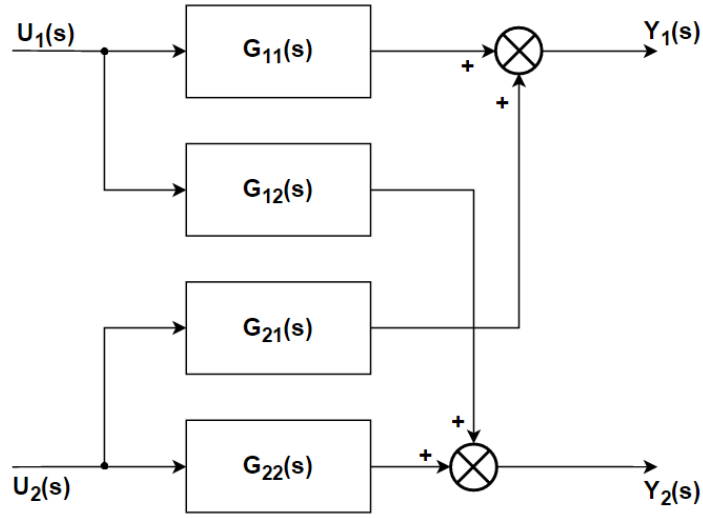 U₁(s)
G₁₁(s)
Y₁(s)
+
+
G₁₂(s)
G₂₁(s)
+
+
G₂₂(s)
U₂(s)
Y₂(s)